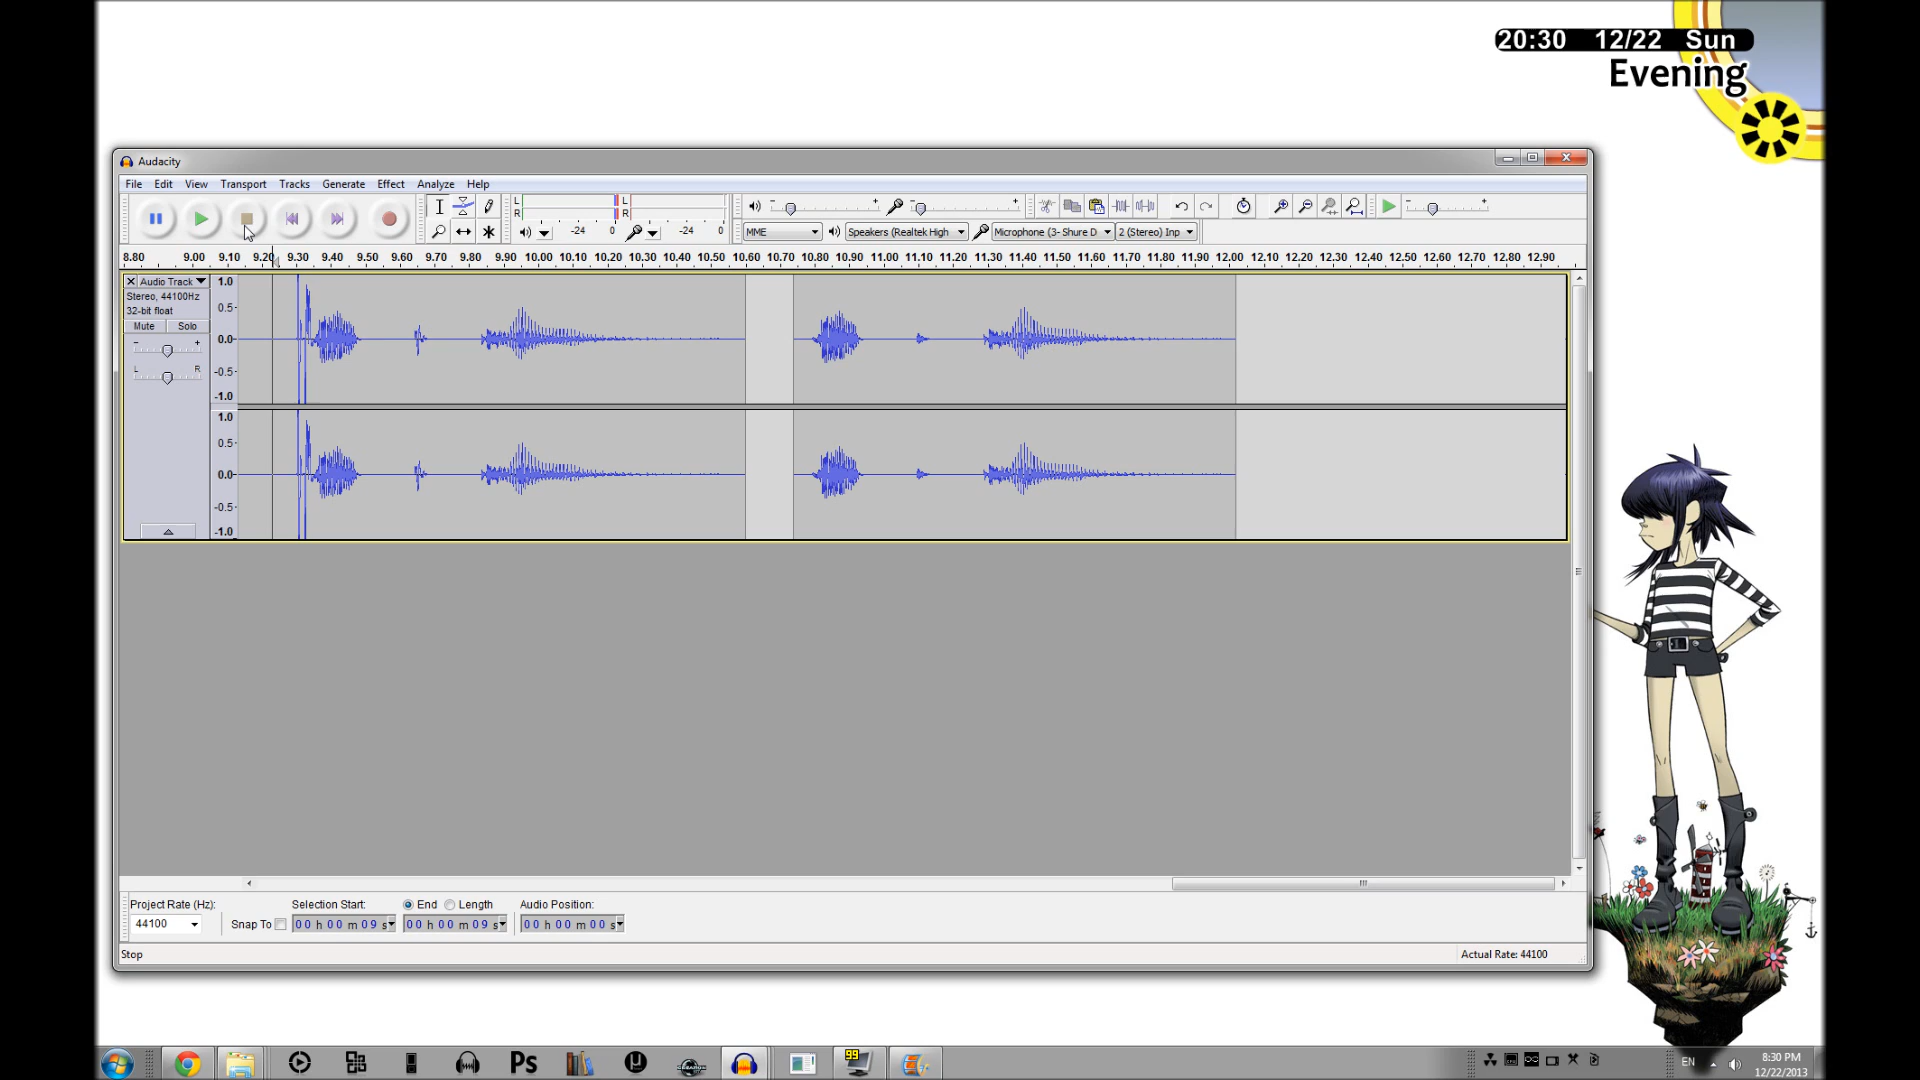 20:30 12/22 Sun
Evening
Audacity
File Edit View Transport Tracks Generate Effect Analyze Help
L L
R R
-24 0 -24 0
MME Speakers (Realtek High Microphone (3- Shure D 2 (Stereo) Inp
8.80 9.00 9.10 9.20 9.30 9.40 9.50 9.60 9.70 9.80 9.90 10.00 10.10 10.20 10.30 10.40 10.50 10.60 10.70 10.80 10.90 11.00 11.10 11.20 11.30 11.40 11.50 11.60 11.70 11.80 11.90 12.00 12.10 12.20 12.30 12.40 12.50 12.60 12.70 12.80 12.90
Audio Track
Stereo, 44100Hz
32-bit float
Mute Solo
- +
L R
1.0
0.5
0.0
-0.5
-1.0
1.0
0.5
0.0
-0.5
-1.0
Project Rate (Hz): Selection Start: End Length Audio Position:
44100 Snap To 00 h 00 m 09 s 00 h 00 m 09 s 00 h 00 m 00 s
Stop Actual Rate: 44100
Ps 99 EN 8:30 PM
12/22/2013